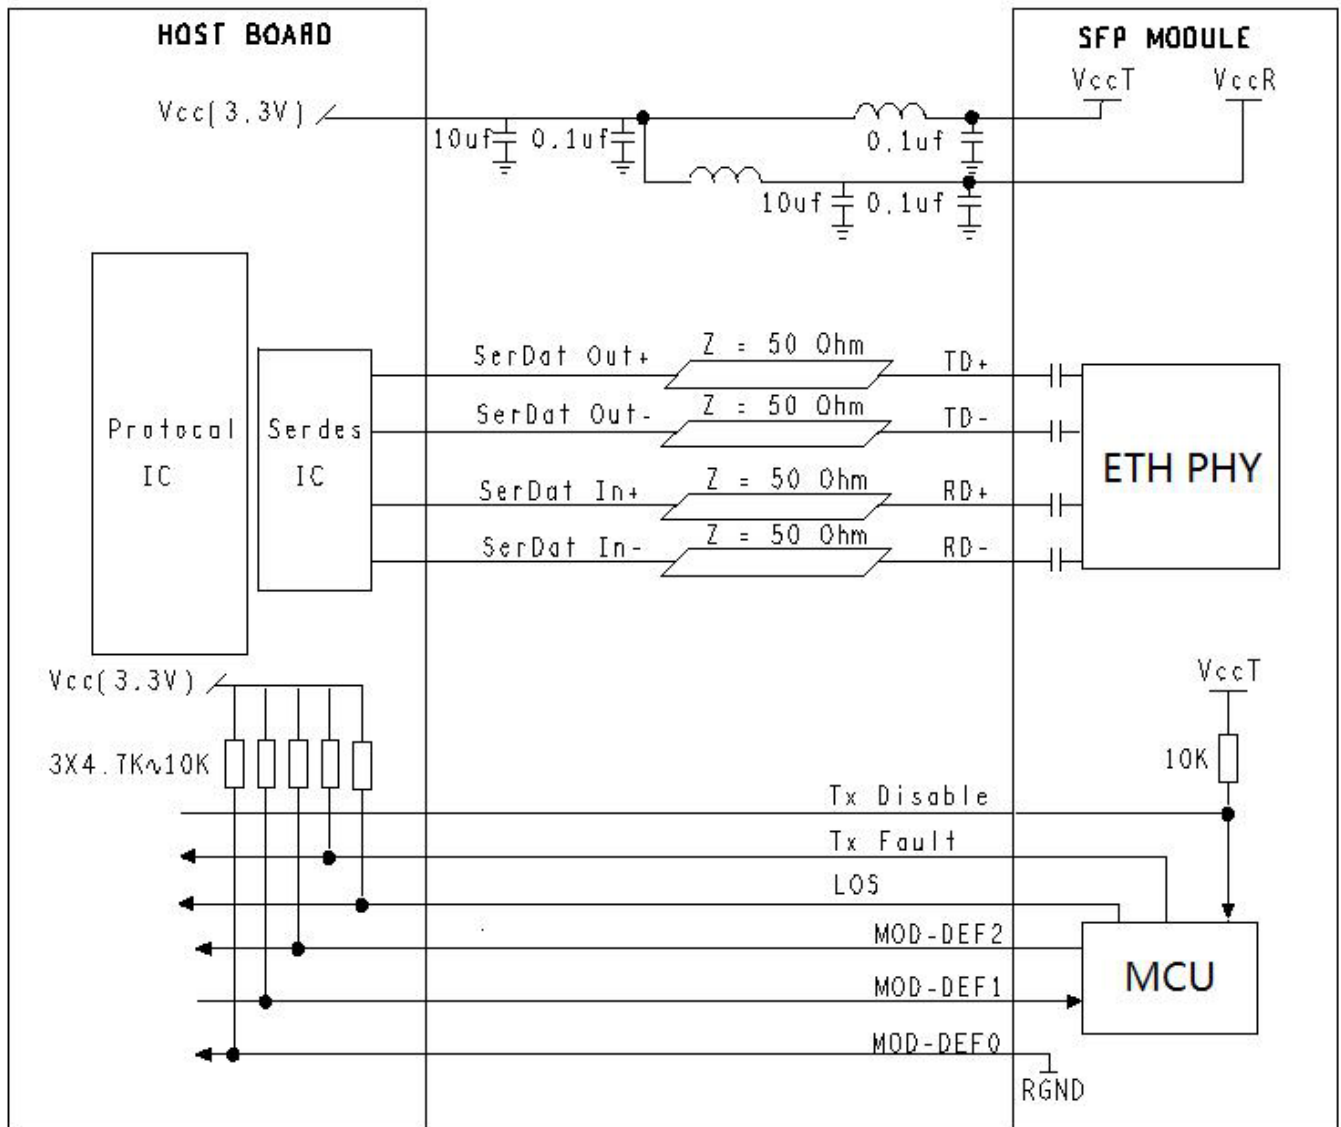 HOST BOARD
SFP MODULE
VccT
VccR
Vcc(3.3V)
10uf
0.1uf
0.1uf
10uf
0.1uf
SerDat Out+
Z = 50 Ohm
TD+
SerDat Out-
Z = 50 Ohm
TD-
Protocal
IC
Serdes
IC
ETH PHY
SerDat In+
Z = 50 Ohm
RD+
SerDat In-
Z = 50 Ohm
RD-
Vcc(3.3V)
VccT
3X4.7K∿10K
10K
Tx Disable
Tx Fault
LOS
MOD-DEF2
MCU
MOD-DEF1
MOD-DEF0
RGND